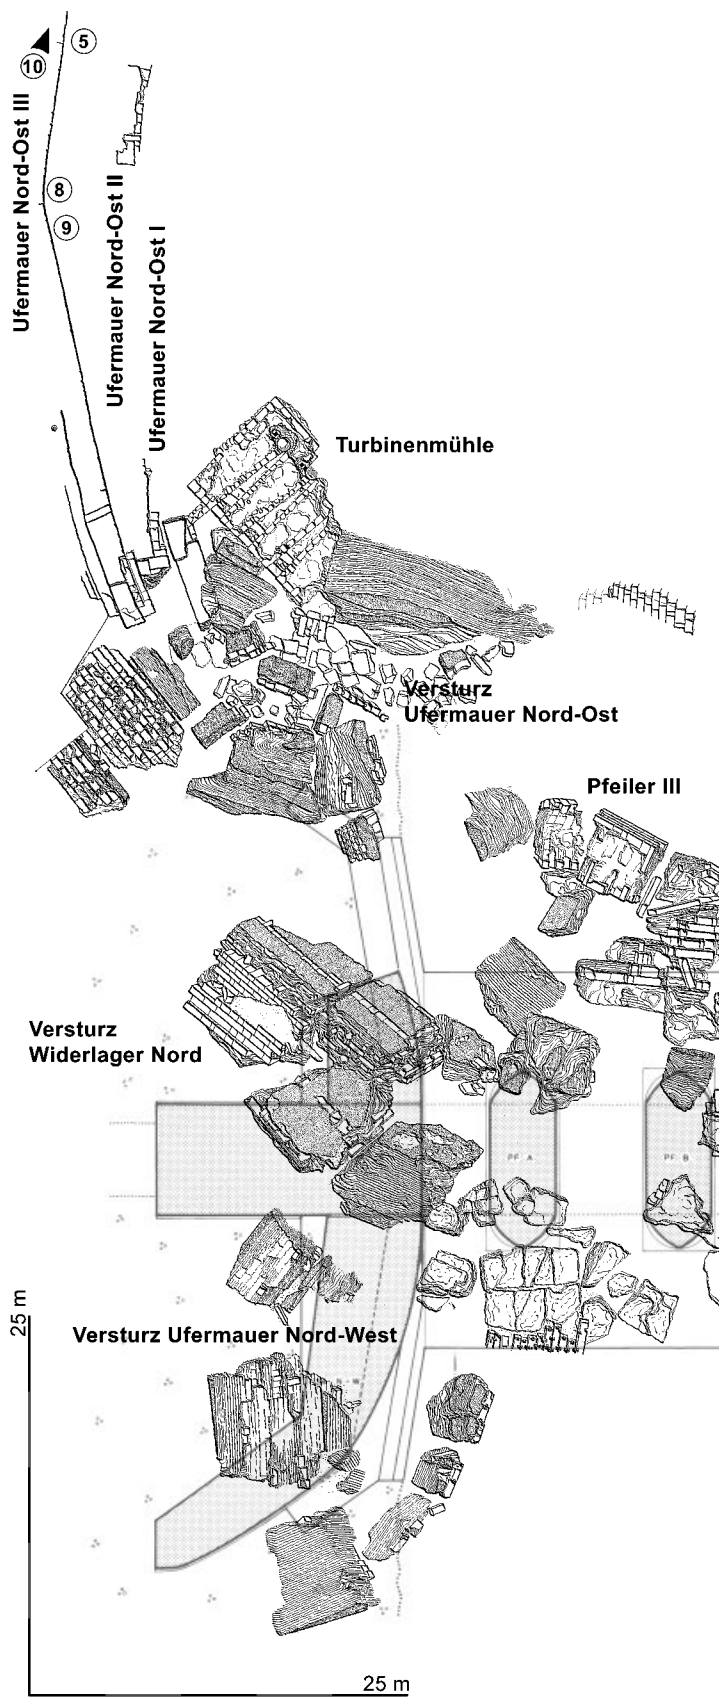 5
10
Ufermauer Nord-Ost III
8
9
Ufermauer Nord-Ost II
Ufermauer Nord-Ost I
Turbinenmühle
Versturz
Ufermauer Nord-Ost
Pfeiler III
Versturz
Widerlager Nord
PF. A
PF. B
25 m
Versturz Ufermauer Nord-West
25 m